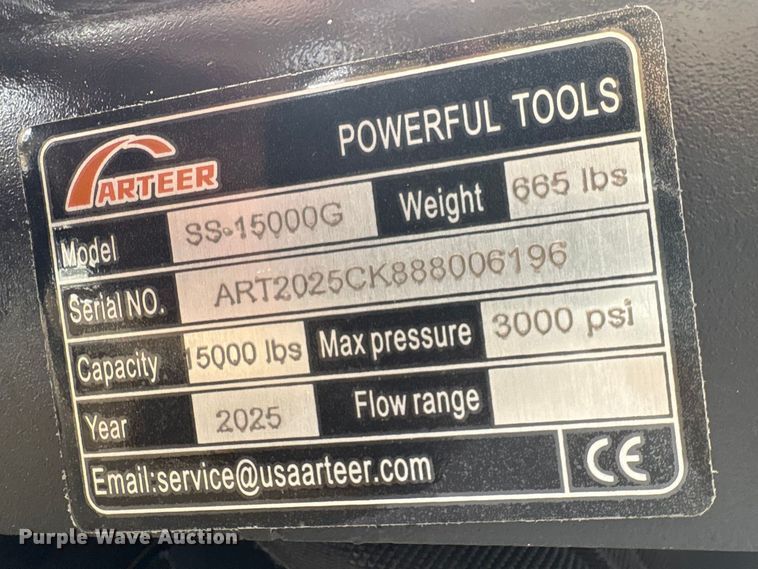 ARTEER POWERFUL TOOLS
Model SS-15000G Weight 665 lbs
Serial NO. ART2025CK888006196
Capacity 15000 lbs Max pressure 3000 psi
Year 2025 Flow range
Email:service@usaarteer.com CE
Purple Wave Auction